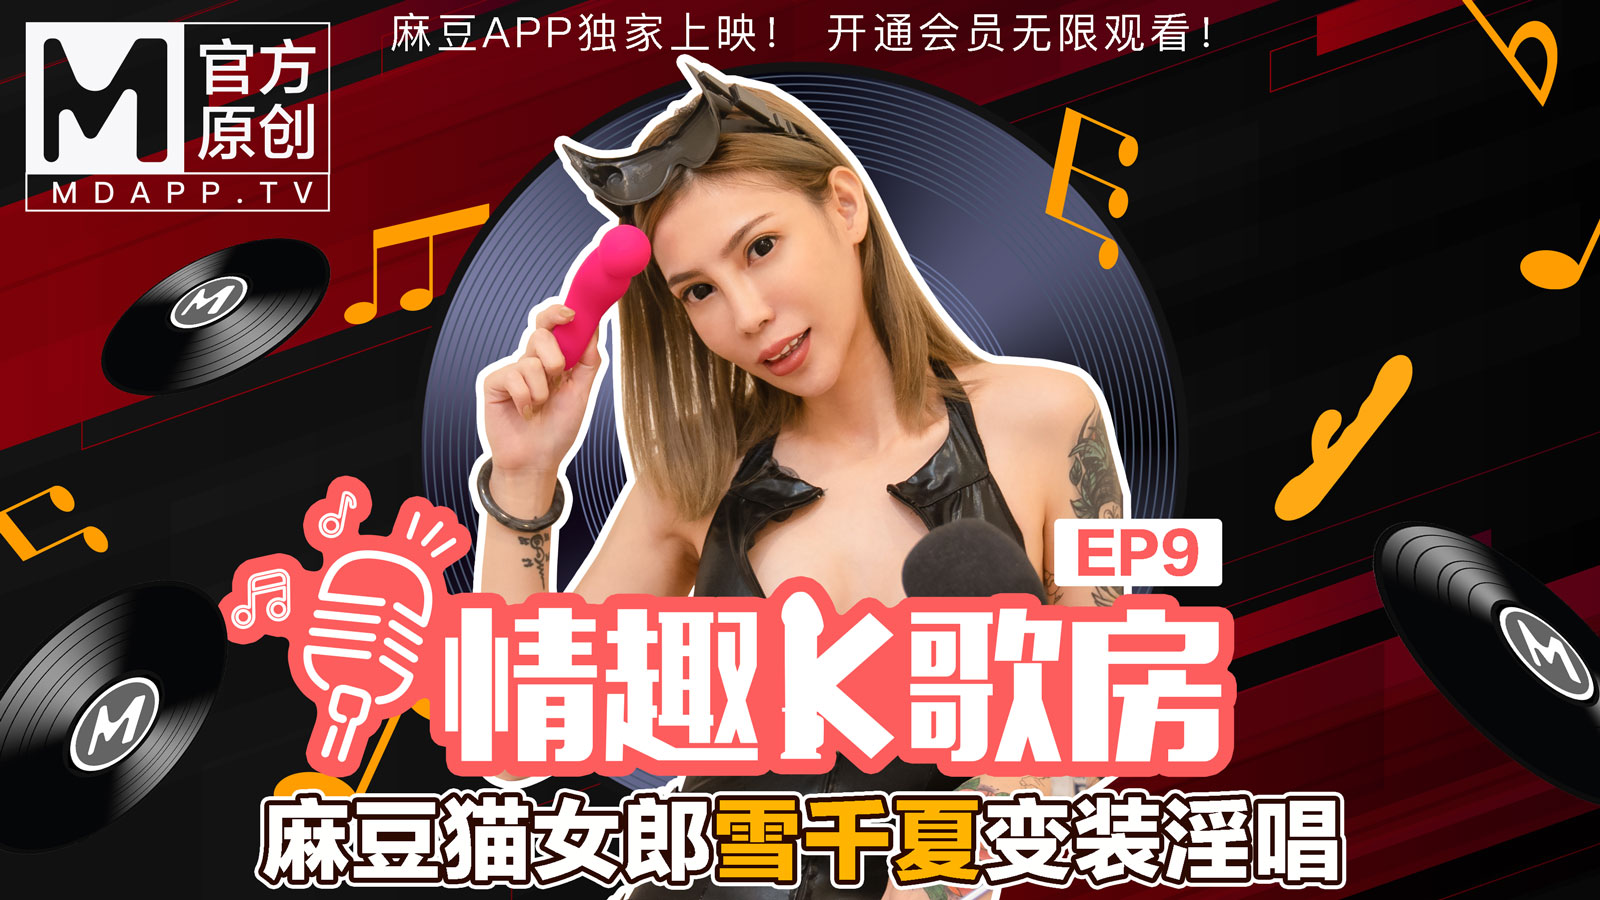 麻豆APP独家上映！ 开通会员无限观看！
M 官方
原创
MDAPP.TV
M
EP9
M
M
情趣K歌房
麻豆猫女郎雪千夏变装淫唱